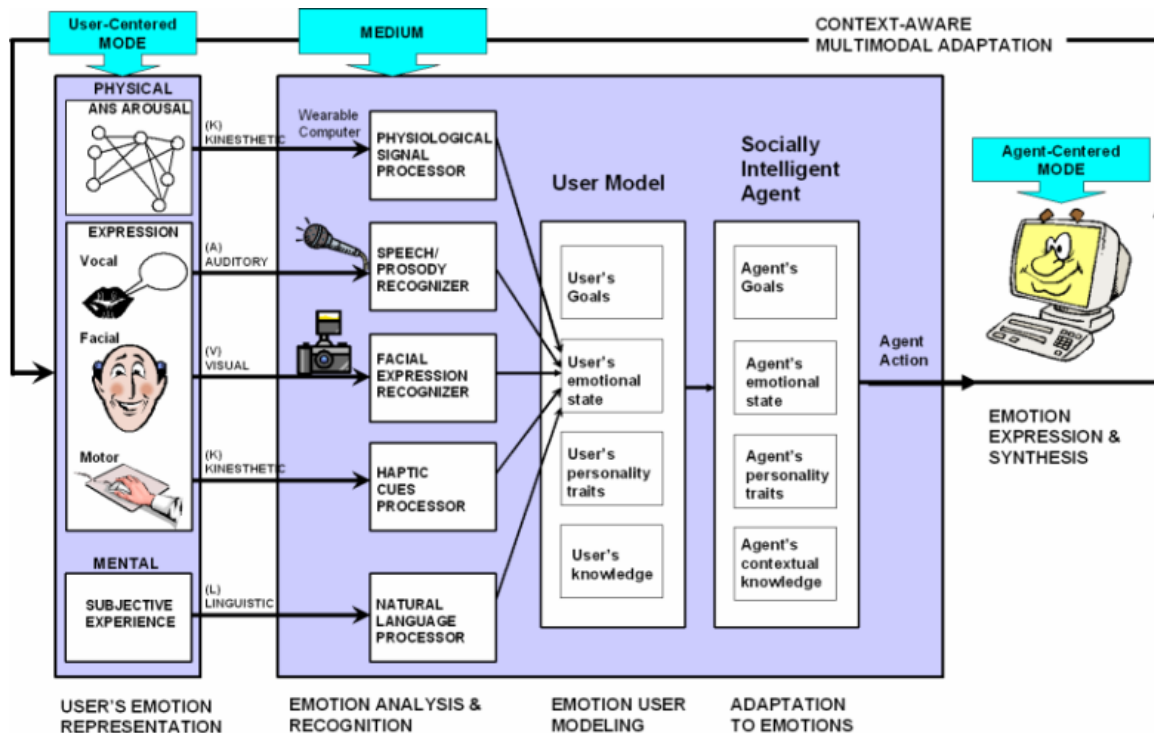 User-Centered
MODE
MEDIUM
CONTEXT-AWARE
MULTIMODAL ADAPTATION
PHYSICAL
ANS AROUSAL
(K)
KINESTHETIC
EXPRESSION
Vocal
(A)
AUDITORY
Facial
(V)
VISUAL
Motor
(K)
KINESTHETIC
MENTAL
SUBJECTIVE
EXPERIENCE
(L)
LINGUISTIC
USER'S EMOTION
REPRESENTATION
Wearable
Computer
PHYSIOLOGICAL
SIGNAL
PROCESSOR
SPEECH/
PROSODY
RECOGNIZER
FACIAL
EXPRESSION
RECOGNIZER
HAPTIC
CUES
PROCESSOR
NATURAL
LANGUAGE
PROCESSOR
EMOTION ANALYSIS &
RECOGNITION
User Model
User's
Goals
User's
emotional
state
User's
personality
traits
User's
knowledge
EMOTION USER
MODELING
Socially
Intelligent
Agent
Agent's
Goals
Agent's
emotional
state
Agent's
personality
traits
Agent's
contextual
knowledge
ADAPTATION
TO EMOTIONS
Agent
Action
Agent-Centered
MODE
EMOTION
EXPRESSION &
SYNTHESIS